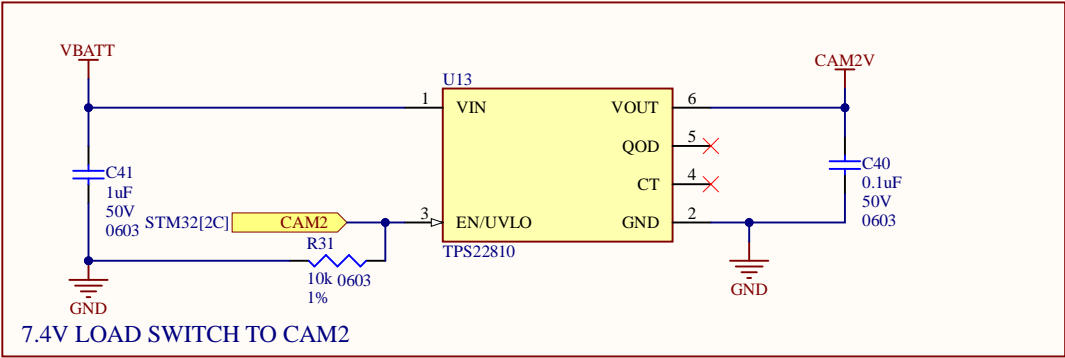 VBATT
CAM2V
U13
1
VIN
VOUT
6
QOD
5
C41
1uF
50V
0603
CT
4
C40
0.1uF
50V
0603
STM32[2C]
CAM2
3
EN/UVLO
GND
2
TPS22810
R31
10k 0603
1%
GND
GND
7.4V LOAD SWITCH TO CAM2